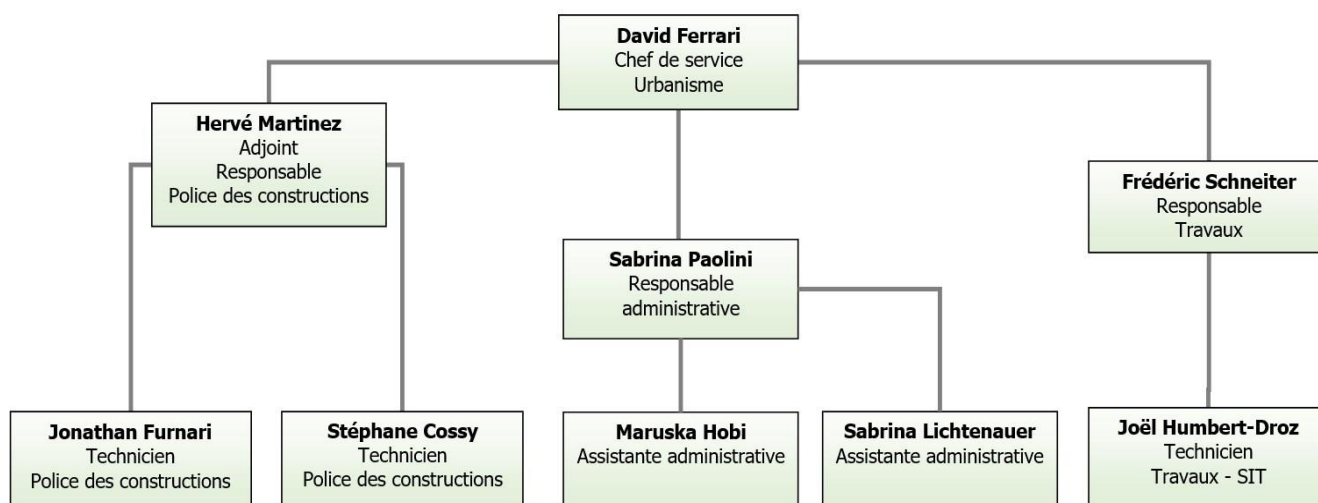 David Ferrari
Chef de service
Urbanisme
Hervé Martinez
Adjoint
Responsable
Police des constructions
Frédéric Schneiter
Responsable
Travaux
Sabrina Paolini
Responsable
administrative
Jonathan Furnari
Technicien
Police des constructions
Stéphane Cossy
Technicien
Police des constructions
Maruska Hobi
Assistante administrative
Sabrina Lichtenauer
Assistante administrative
Joël Humbert-Droz
Technicien
Travaux - SIT